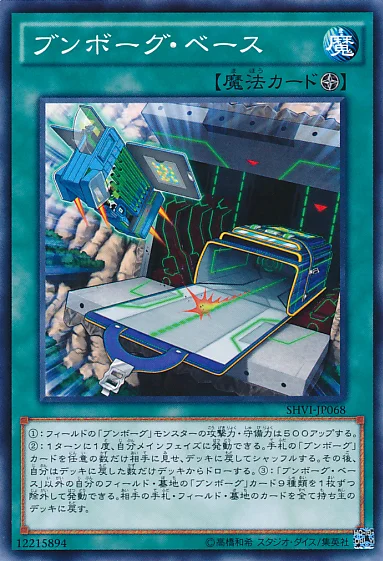 ブンボーグ・ベース
魔
【魔法カード】
SHVI-JP068
①:フィールドの「ブンボーグ」モンスターの攻撃力・守備力は500アップする。
②:1ターンに1度、自分メインフェイズに発動できる。手札の「ブンボーグ」
カードを任意の数だけ相手に見せ、デッキに戻してシャッフルする。その後、
自分はデッキに戻した数だけデッキからドローする。③:「ブンボーグ・ベー
ス」以外の自分のフィールド・墓地の「ブンボーグ」カード9種類を1枚ずつ
除外して発動できる。相手の手札・フィールド・墓地のカードを全て持ち主の
デッキに戻す。
12215894
©高橋和希 スタジオ・ダイス/集英社